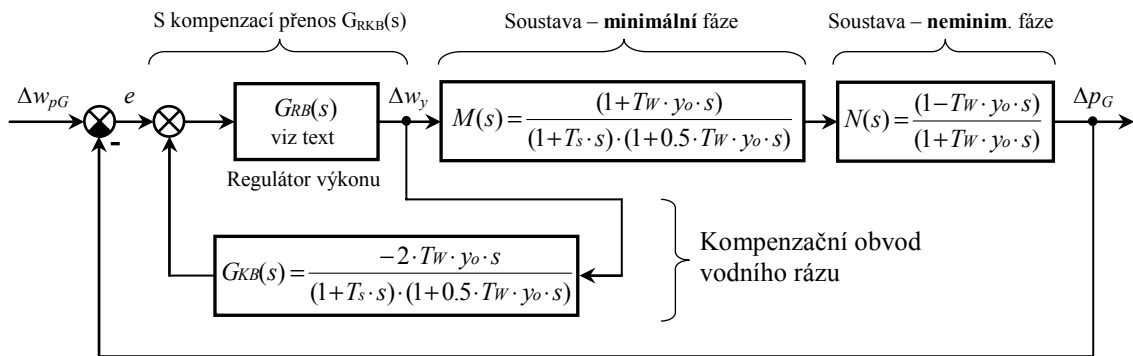 S kompenzací přenos G_RKB(s)
Soustava – minimální fáze
Soustava – neminim. fáze
Δw_pG
e
-
G_RB(s)
viz text
Regulátor výkonu
Δw_y
M(s) = (1+T_W·y_o·s) / ((1+T_s·s)·(1+0.5·T_W·y_o·s))
N(s) = (1−T_W·y_o·s) / (1+T_W·y_o·s)
Δp_G
G_KB(s) = −2·T_W·y_o·s / ((1+T_s·s)·(1+0.5·T_W·y_o·s))
Kompenzační obvod
vodního rázu